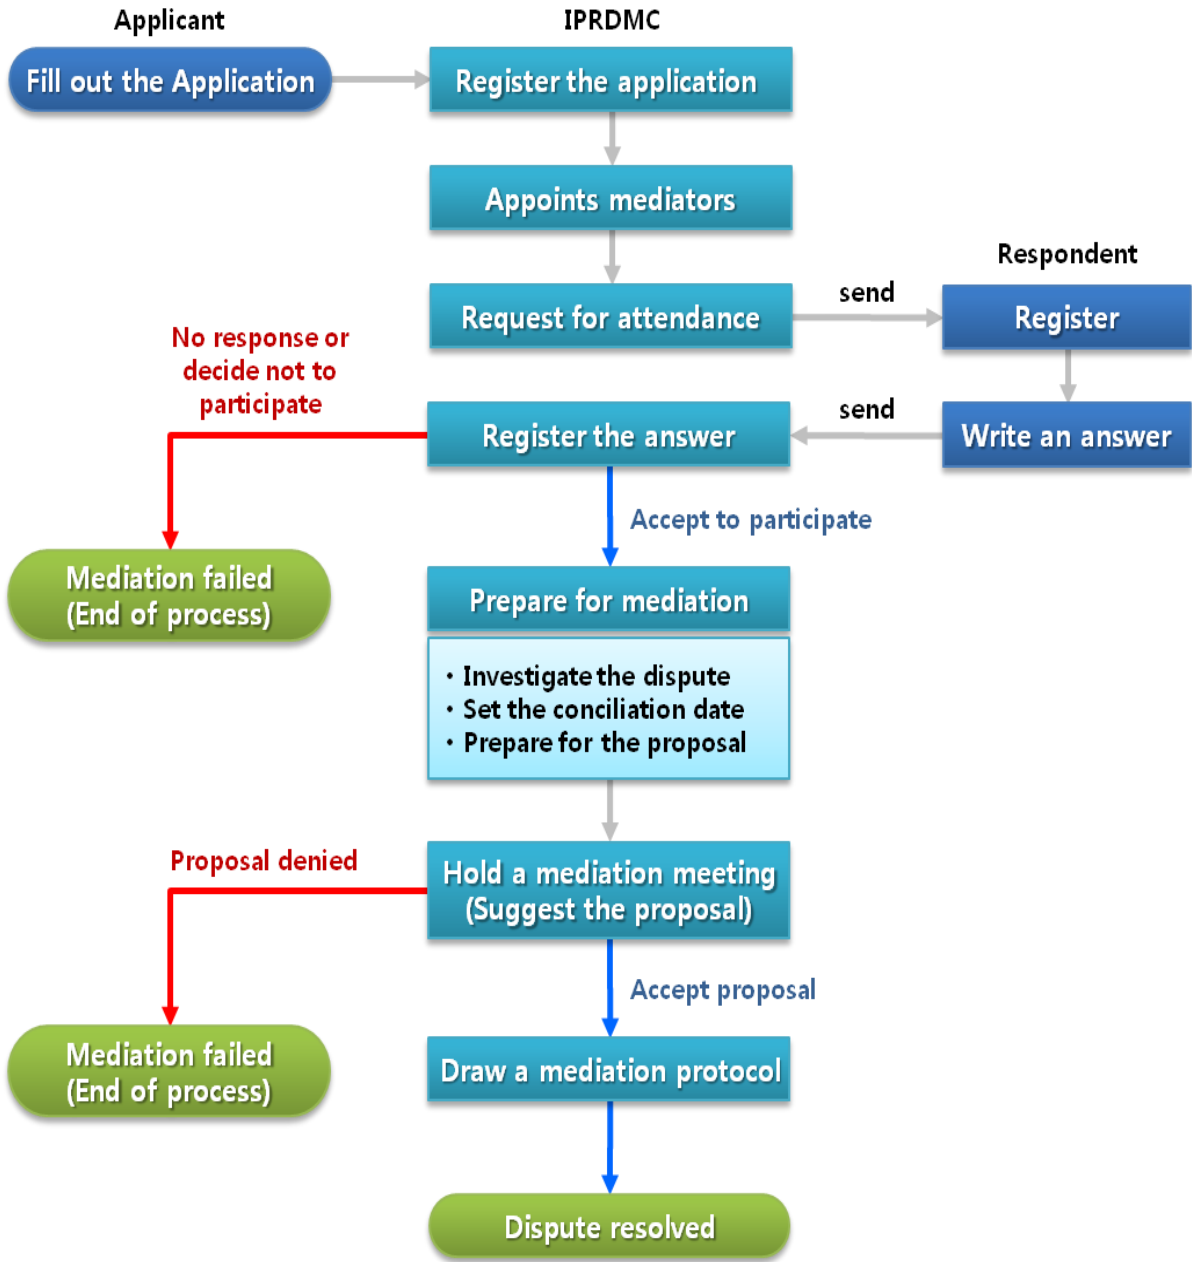 Applicant
IPRDMC
Fill out the Application
Register the application
Appoints mediators
Respondent
Request for attendance
send
Register
No response or
decide not to
participate
Register the answer
send
Write an answer
Accept to participate
Mediation failed
(End of process)
Prepare for mediation
・Investigate the dispute
・Set the conciliation date
・Prepare for the proposal
Proposal denied
Hold a mediation meeting
(Suggest the proposal)
Accept proposal
Mediation failed
(End of process)
Draw a mediation protocol
Dispute resolved